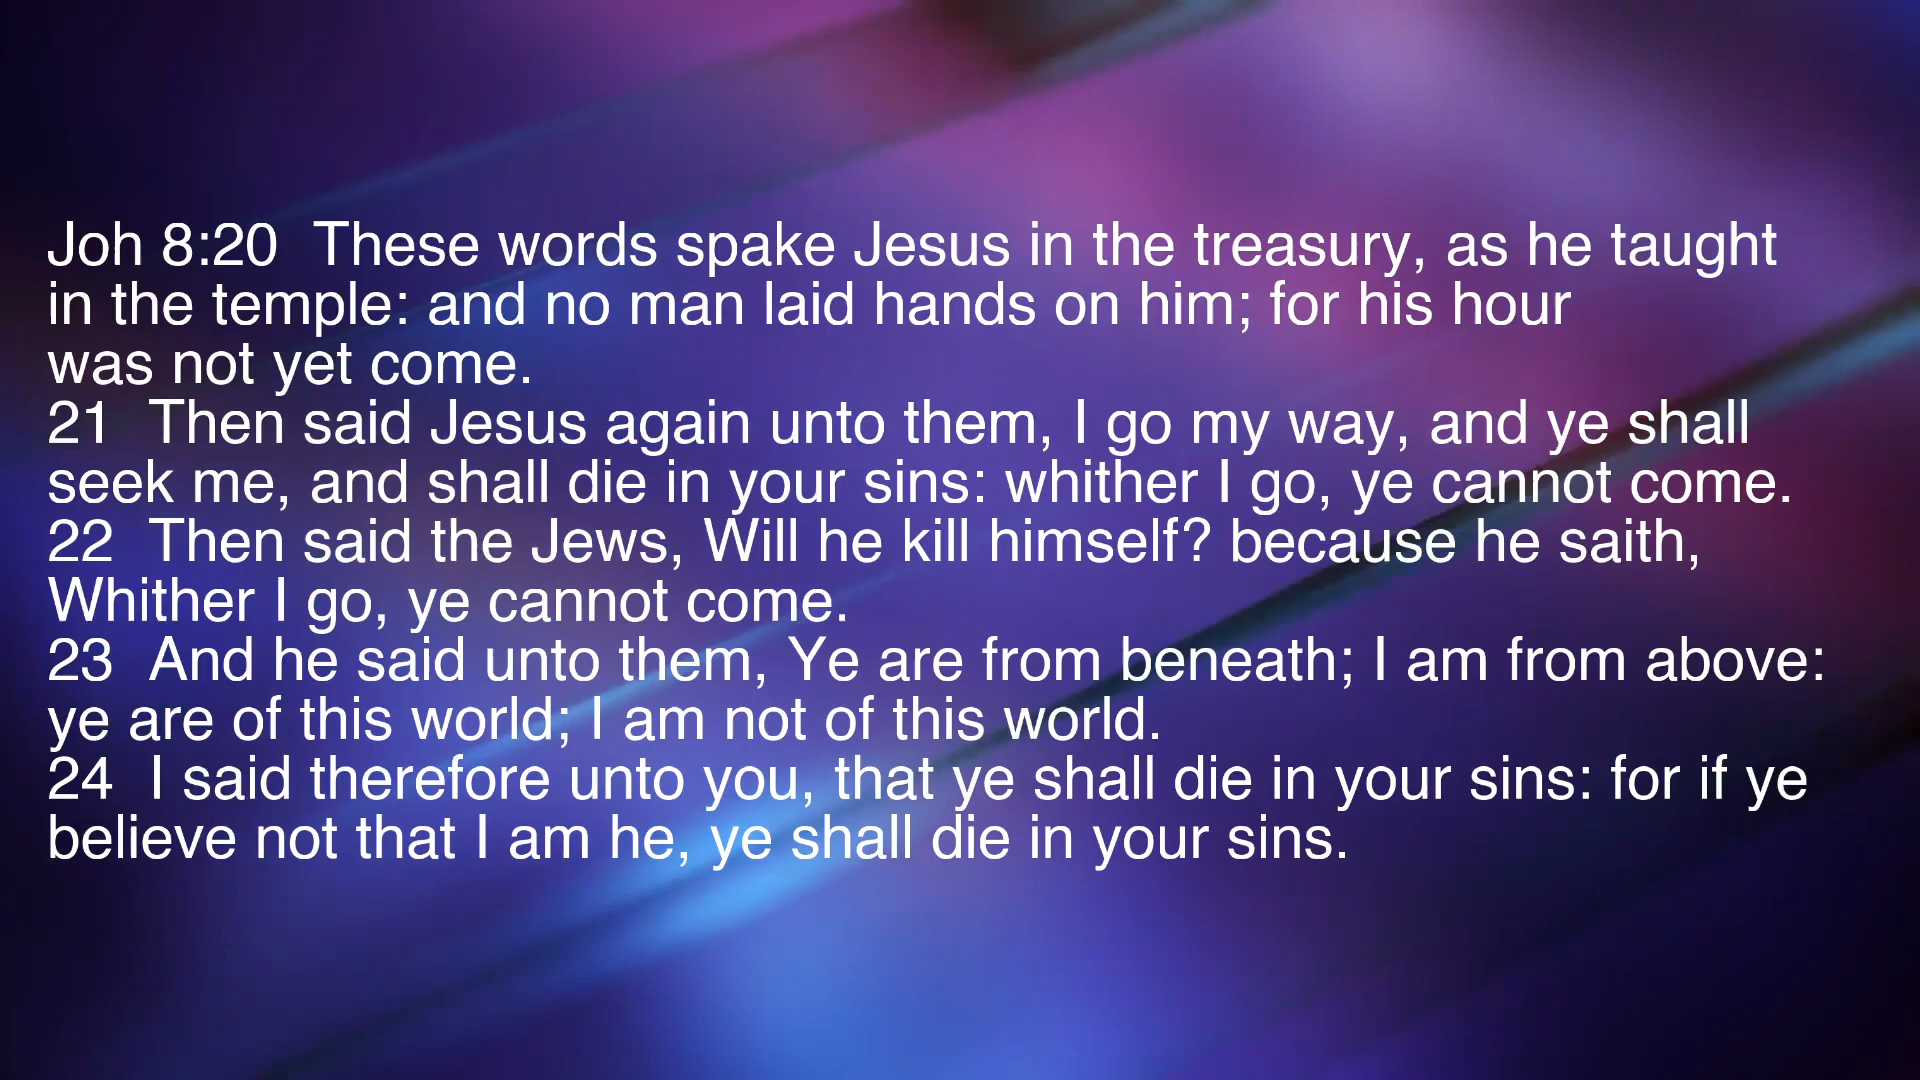 Joh 8:20  These words spake Jesus in the treasury, as he taught
in the temple: and no man laid hands on him; for his hour
was not yet come.
21  Then said Jesus again unto them, I go my way, and ye shall
seek me, and shall die in your sins: whither I go, ye cannot come.
22  Then said the Jews, Will he kill himself? because he saith,
Whither I go, ye cannot come.
23  And he said unto them, Ye are from beneath; I am from above:
ye are of this world; I am not of this world.
24  I said therefore unto you, that ye shall die in your sins: for if ye
believe not that I am he, ye shall die in your sins.